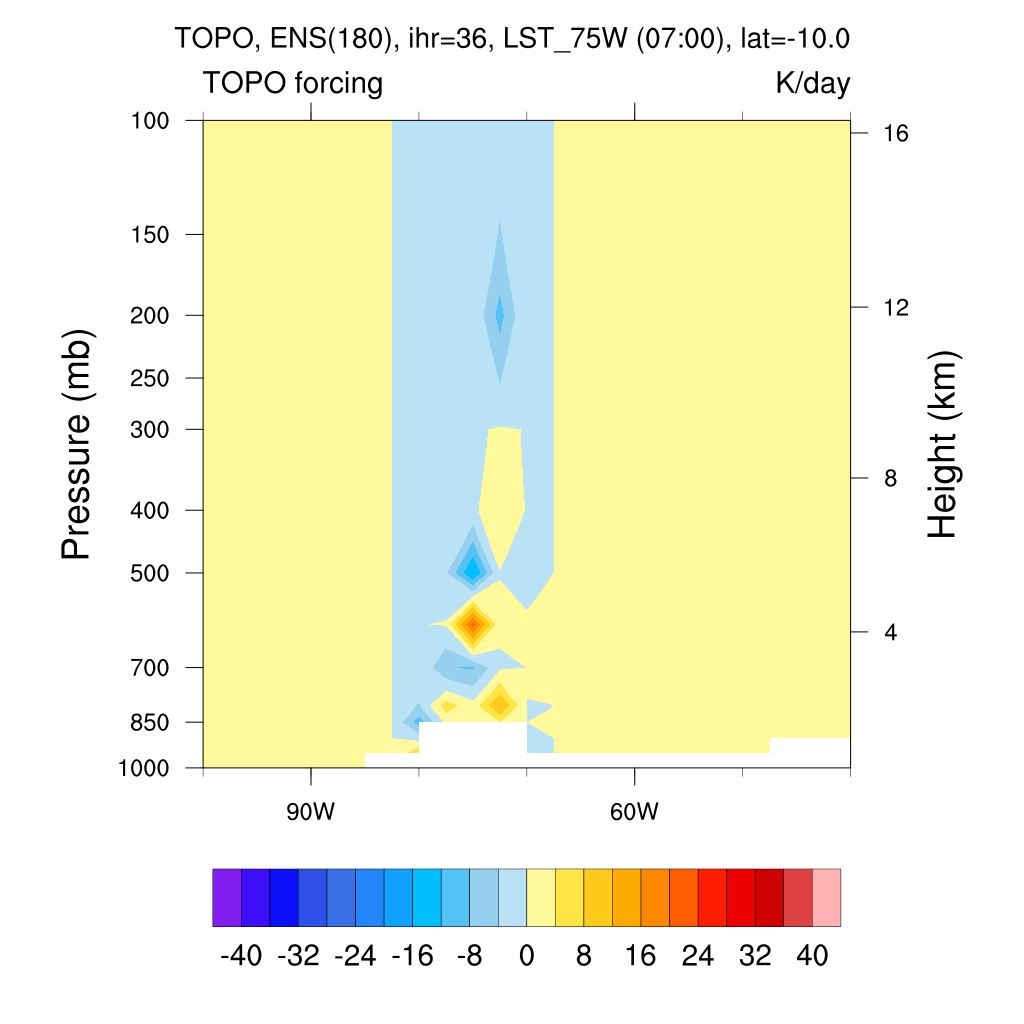 TOPO, ENS(180), ihr=36, LST_75W (07:00), lat=-10.0
TOPO forcing K/day
100
150
200
250
300
400
500
700
850
1000
Pressure (mb)
16
12
8
4
Height (km)
90W 60W
-40 -32 -24 -16 -8 0 8 16 24 32 40